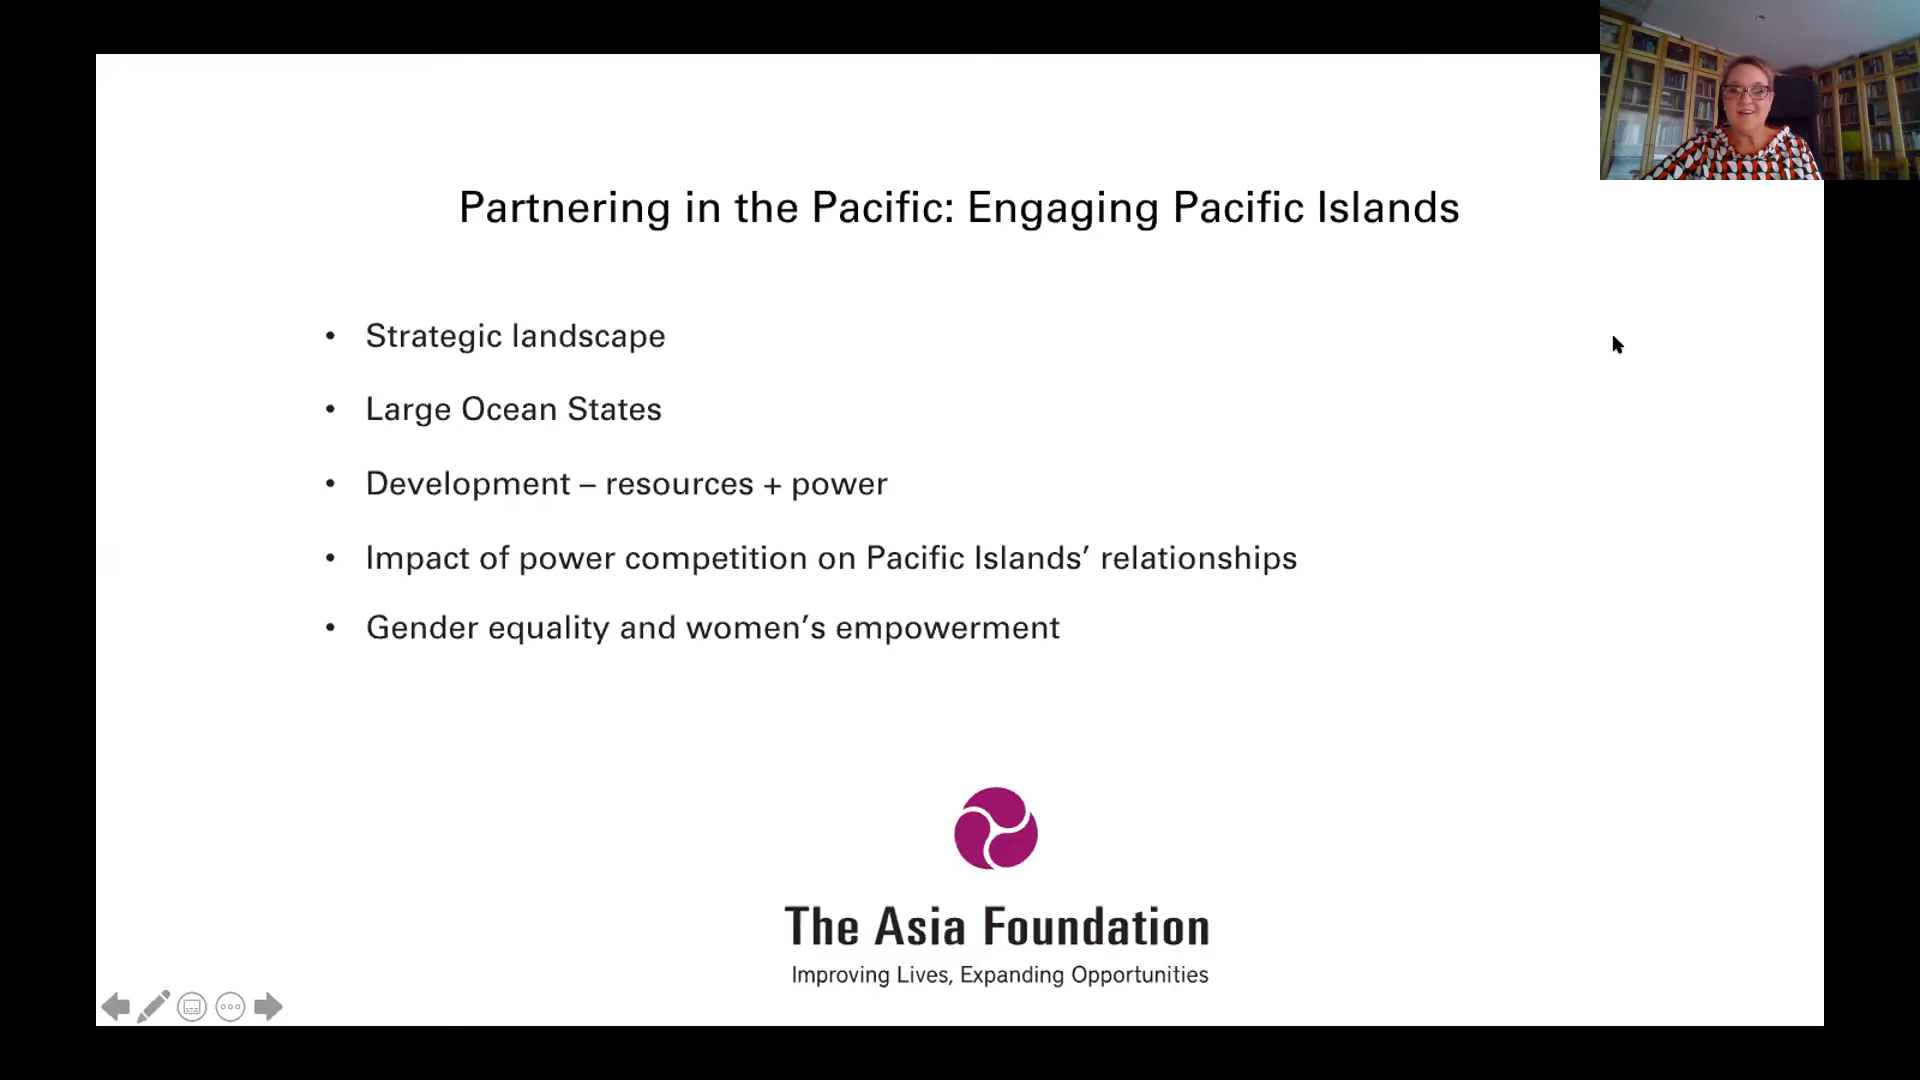 Partnering in the Pacific: Engaging Pacific Islands
• Strategic landscape
• Large Ocean States
• Development – resources + power
• Impact of power competition on Pacific Islands’ relationships
• Gender equality and women’s empowerment
The Asia Foundation
Improving Lives, Expanding Opportunities